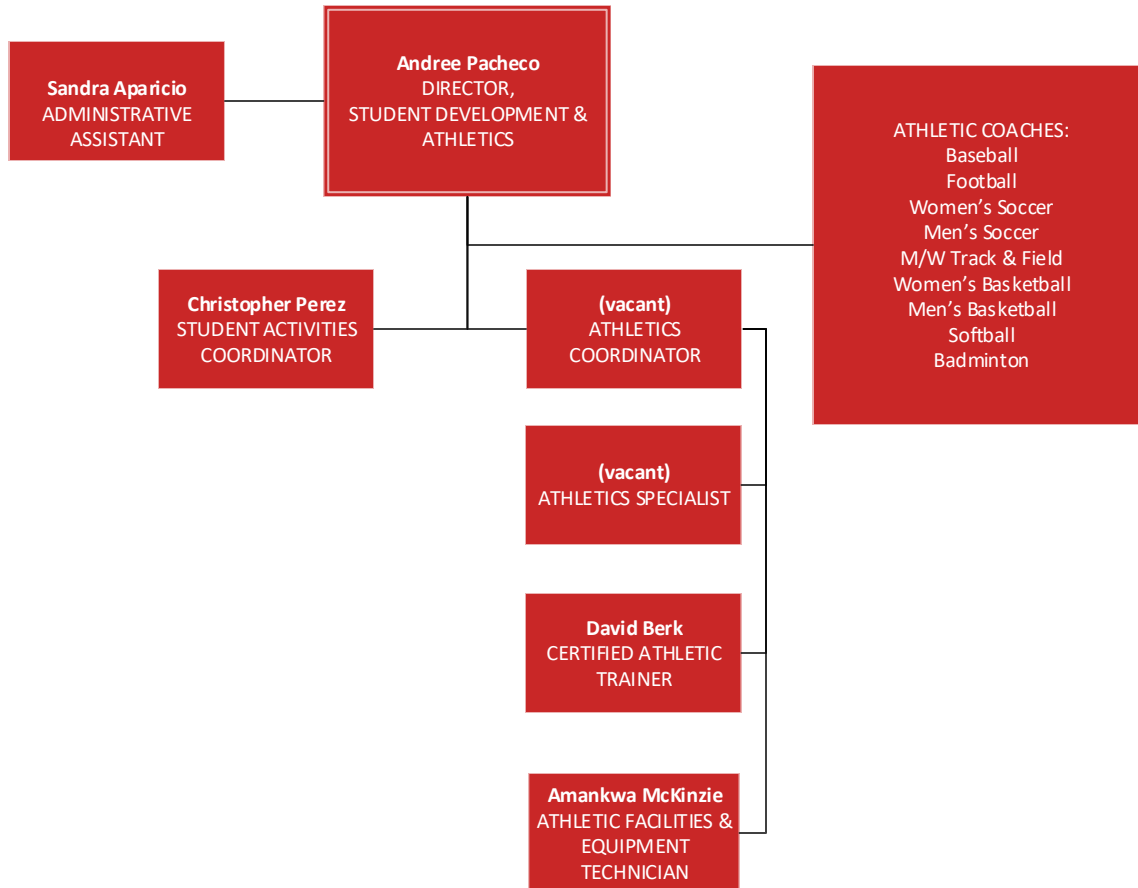 Sandra Aparicio
ADMINISTRATIVE
ASSISTANT
Andree Pacheco
DIRECTOR,
STUDENT DEVELOPMENT &
ATHLETICS
ATHLETIC COACHES:
Baseball
Football
Women’s Soccer
Men’s Soccer
M/W Track & Field
Women’s Basketball
Men’s Basketball
Softball
Badminton
Christopher Perez
STUDENT ACTIVITIES
COORDINATOR
(vacant)
ATHLETICS
COORDINATOR
(vacant)
ATHLETICS SPECIALIST
David Berk
CERTIFIED ATHLETIC
TRAINER
Amankwa McKinzie
ATHLETIC FACILITIES &
EQUIPMENT
TECHNICIAN